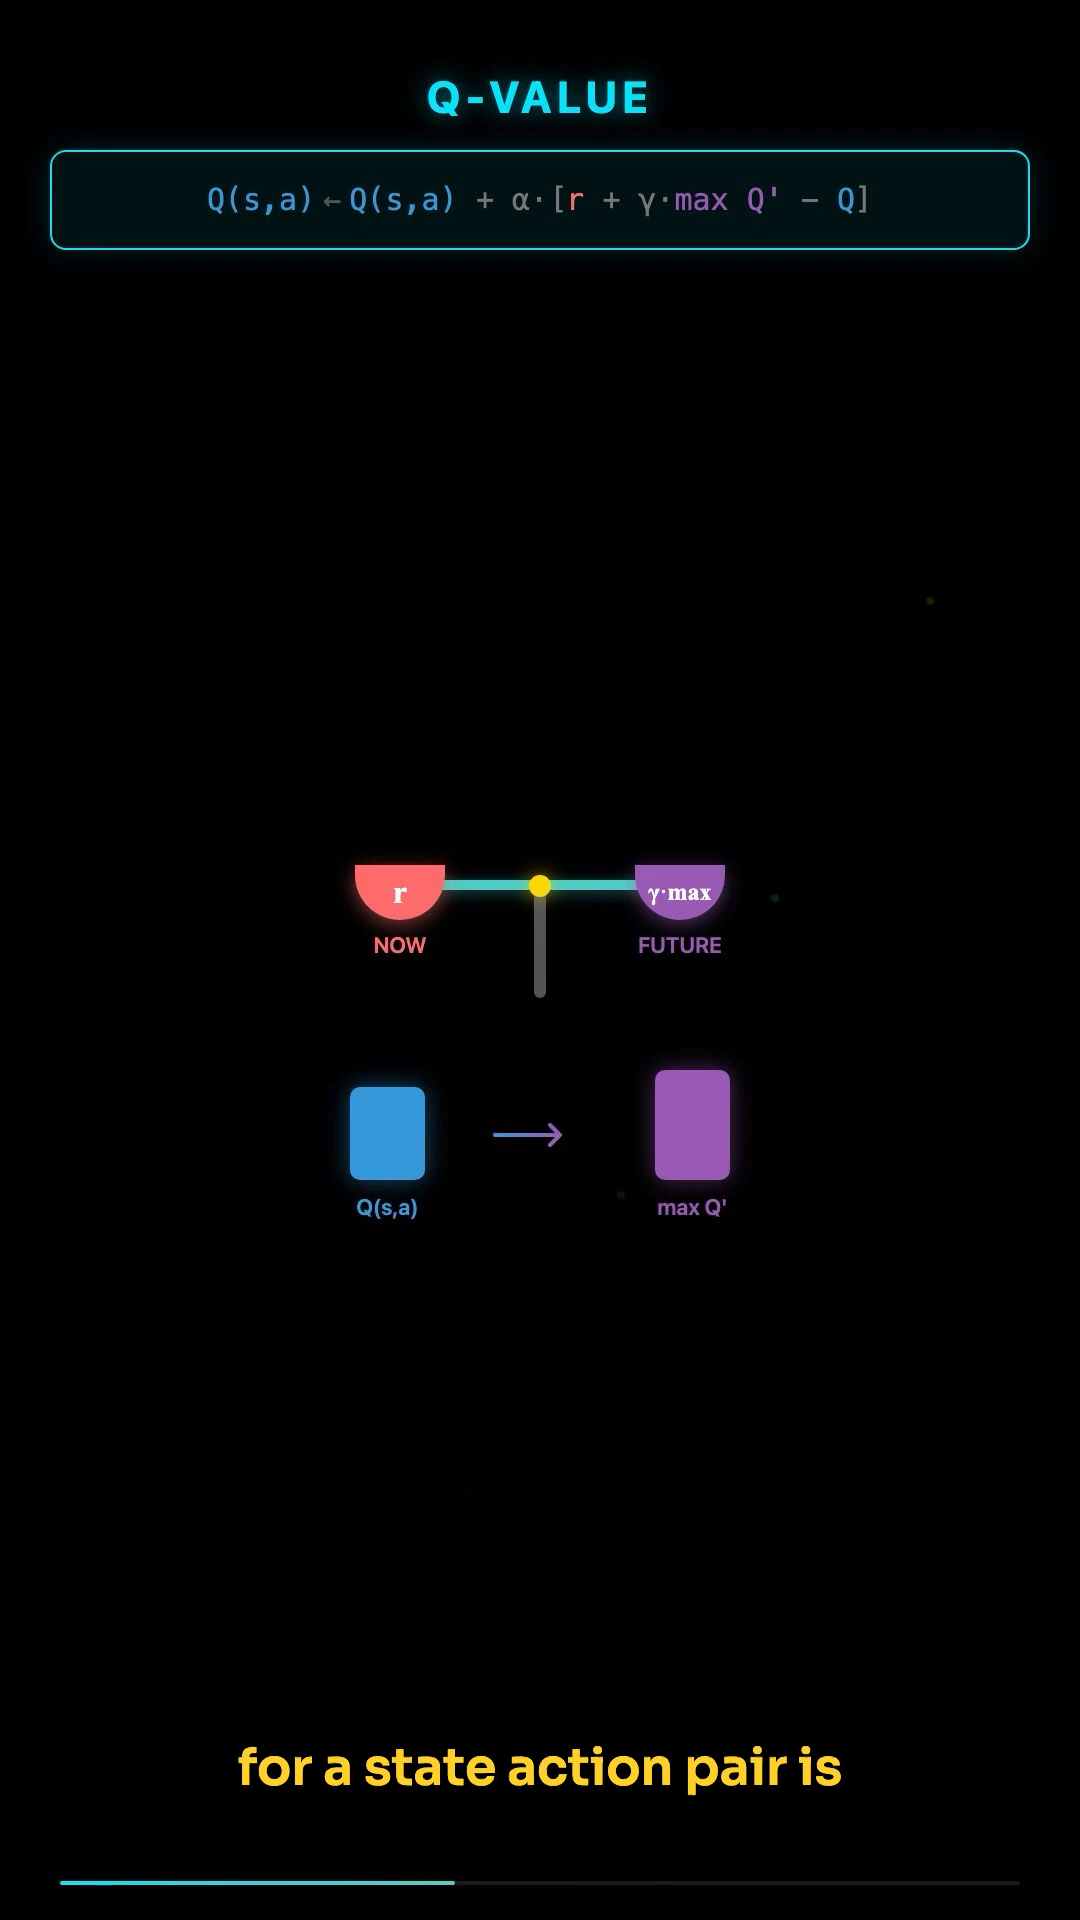 Q-VALUE
Q(s,a) ← Q(s,a) + α·[r + γ·max Q' − Q]
r
γ·max
NOW
FUTURE
Q(s,a)
max Q'
for a state action pair is